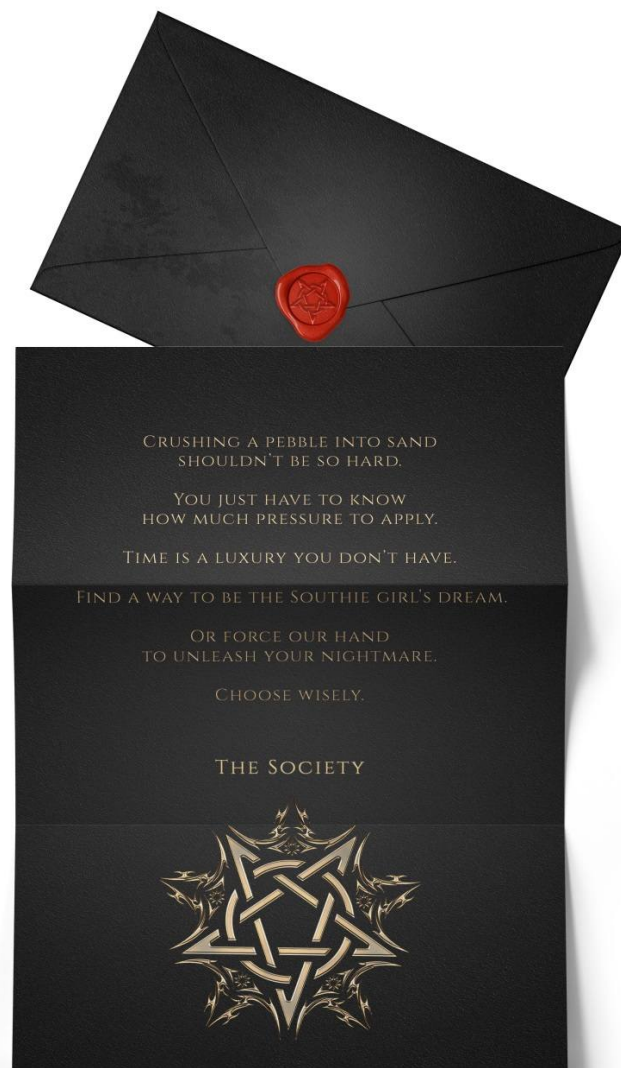 Crushing a pebble into sand
shouldn't be so hard.
You just have to know
how much pressure to apply.
Time is a luxury you don't have.
Find a way to be the Southie girl's dream.
Or force our hand
to unleash your nightmare.
Choose wisely.
The Society